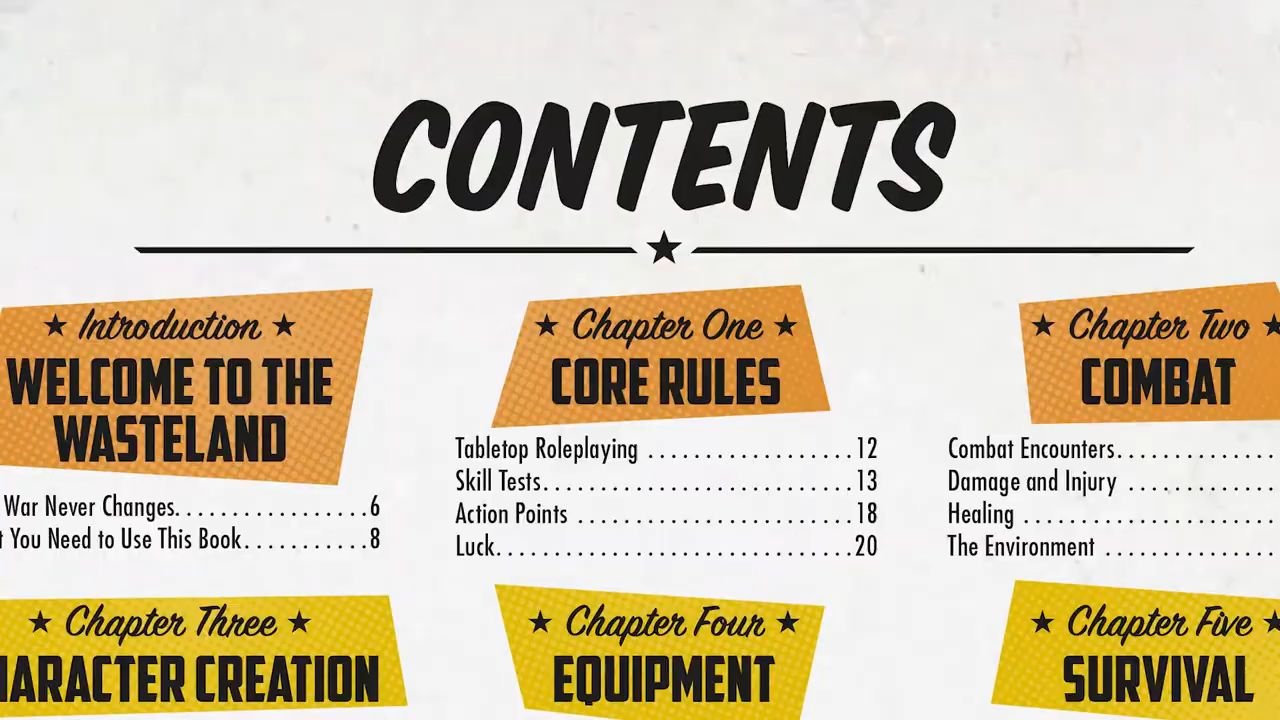 CONTENTS
Introduction
WELCOME TO THE
WASTELAND
War Never Changes. . . . . . . . . . . . . . . . . .6
You Need to Use This Book. . . . . . . . . . .8
Chapter One
CORE RULES
Tabletop Roleplaying . . . . . . . . . . . . . . . . . . .12
Skill Tests. . . . . . . . . . . . . . . . . . . . . . . . . . . . .13
Action Points . . . . . . . . . . . . . . . . . . . . . . . . . .18
Luck. . . . . . . . . . . . . . . . . . . . . . . . . . . . . . . . .20
Chapter Two
COMBAT
Combat Encounters. . . . . . . . . . . . . . .
Damage and Injury . . . . . . . . . . . . . .
Healing . . . . . . . . . . . . . . . . . . . . . . . .
The Environment . . . . . . . . . . . . . . . .
Chapter Three
CREATION
Chapter Four
EQUIPMENT
Chapter Five
SURVIVAL